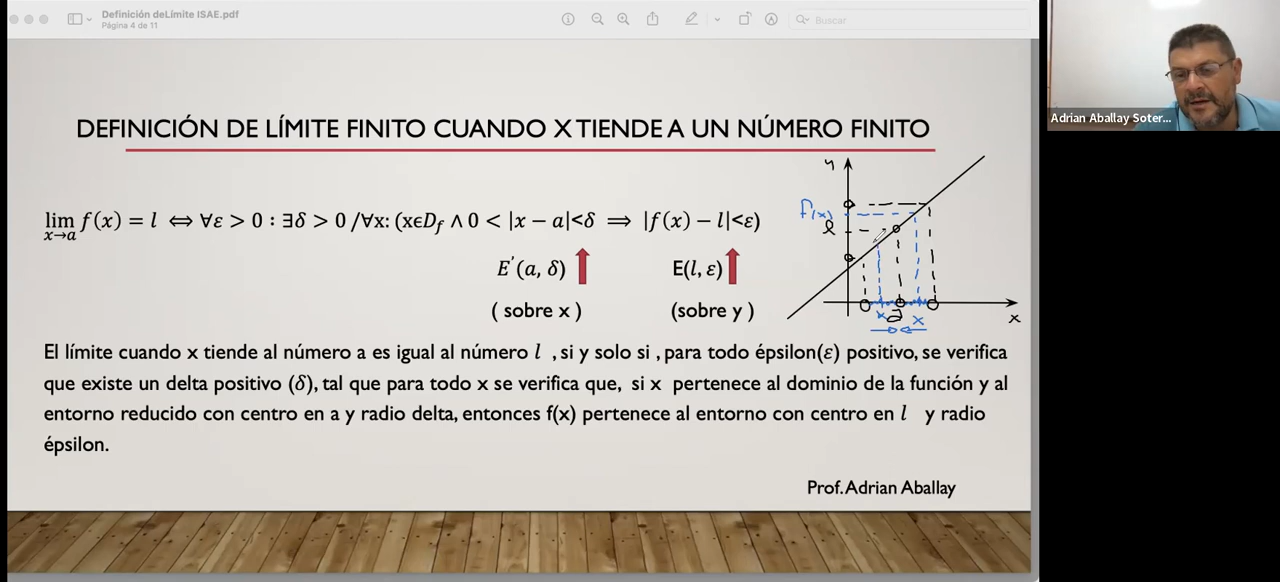 Definición deLímite ISAE.pdf
Página 4 de 11
Buscar
Adrian Aballay Soter...
DEFINICIÓN DE LÍMITE FINITO CUANDO X TIENDE A UN NÚMERO FINITO
lim f(x) = l ⟺ ∀ε > 0 : ∃δ > 0 /∀x: (xϵD_f ∧ 0 < |x − a|<δ ⟹ |f(x) − l|<ε)
x→a
E'(a, δ) E(l, ε)
( sobre x ) (sobre y )
y
f(x)
l
x a x
x
El límite cuando x tiende al número a es igual al número l , si y solo si , para todo épsilon(ε) positivo, se verifica
que existe un delta positivo (δ), tal que para todo x se verifica que, si x pertenece al dominio de la función y al
entorno reducido con centro en a y radio delta, entonces f(x) pertenece al entorno con centro en l y radio
épsilon.
Prof. Adrian Aballay